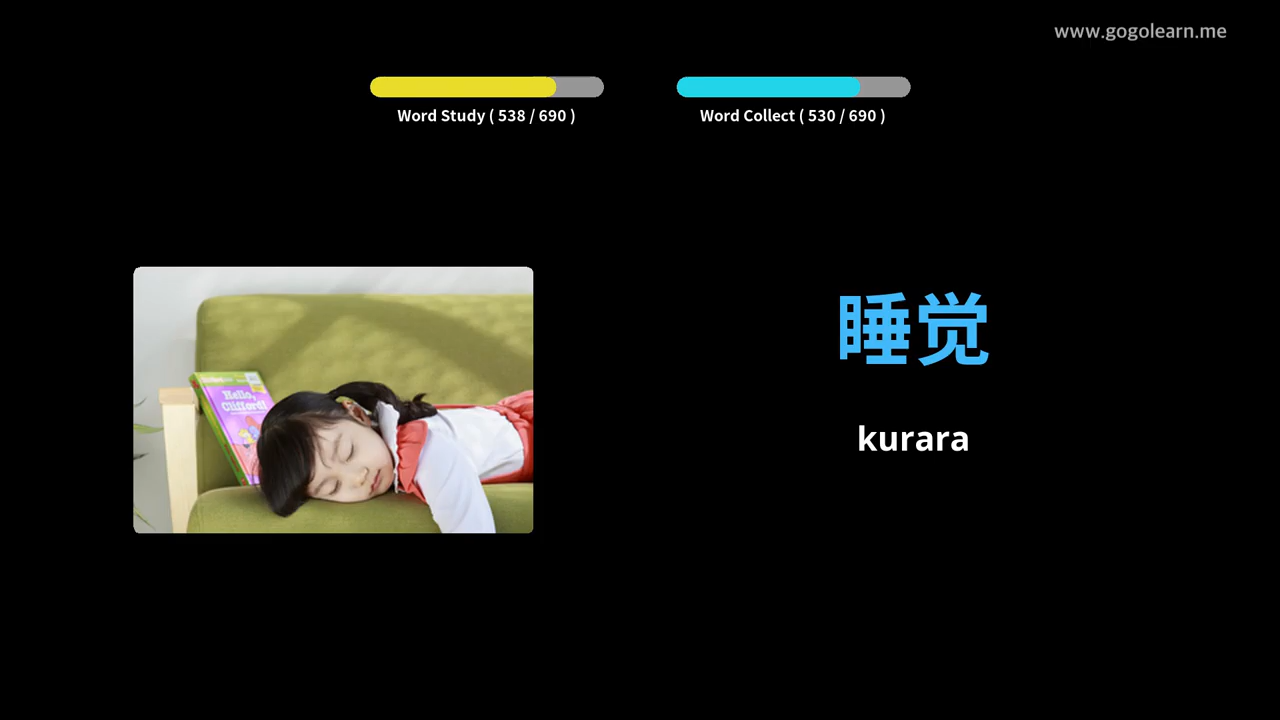 www.gogolearn.me
Word Study ( 538 / 690 )
Word Collect ( 530 / 690 )
睡觉
kurara
Hello,
Clifford!